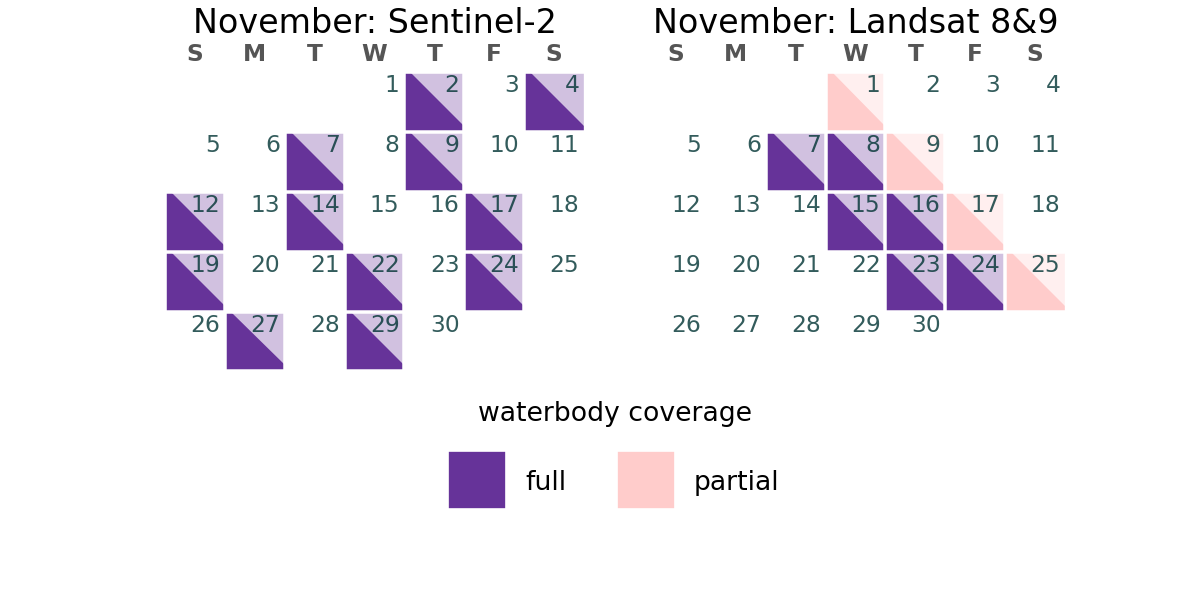 November: Sentinel-2
S M T W T F S
1 2 3 4
5 6 7 8 9 10 11
12 13 14 15 16 17 18
19 20 21 22 23 24 25
26 27 28 29 30
November: Landsat 8&9
S M T W T F S
1 2 3 4
5 6 7 8 9 10 11
12 13 14 15 16 17 18
19 20 21 22 23 24 25
26 27 28 29 30
waterbody coverage
full
partial